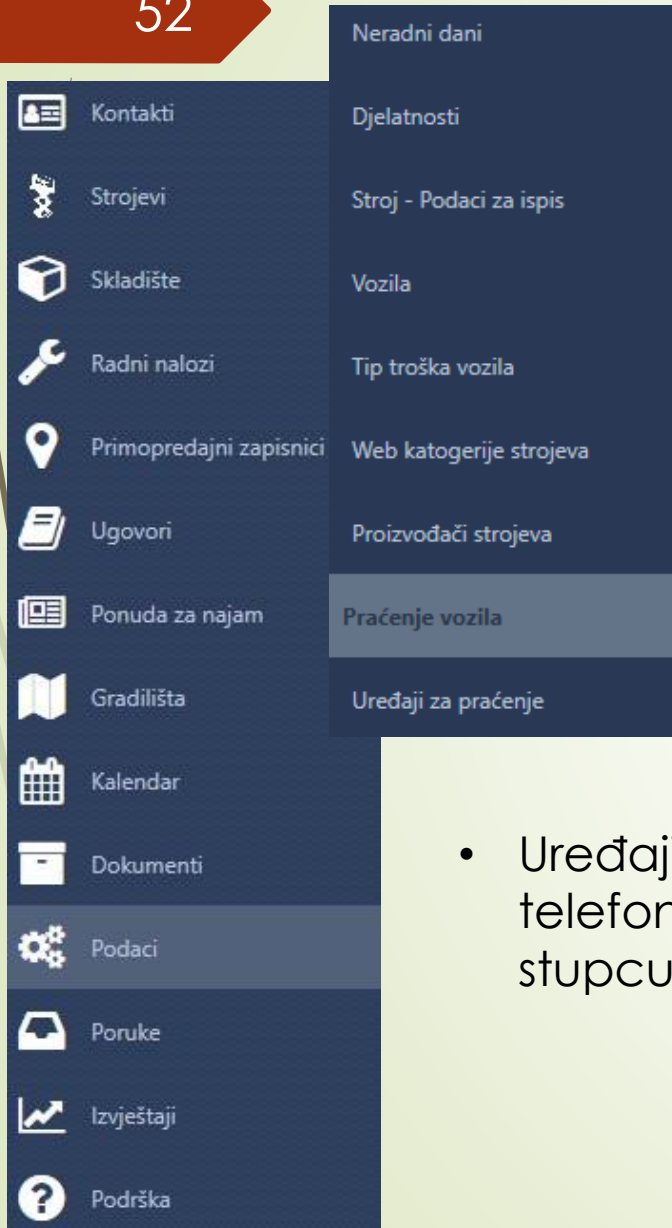 52
Kontakti
Strojevi
Skladište
Radni nalozi
Primopredajni zapisnici
Ugovori
Ponuda za najam
Gradilišta
Kalendar
Dokumenti
Podaci
Poruke
Izvještaji
Podrška
Neradni dani
Djelatnosti
Stroj - Podaci za ispis
Vozila
Tip troška vozila
Web katogerije strojeva
Proizvođači strojeva
Praćenje vozila
Uređaji za praćenje
• Uređaj
telefon
stupcu